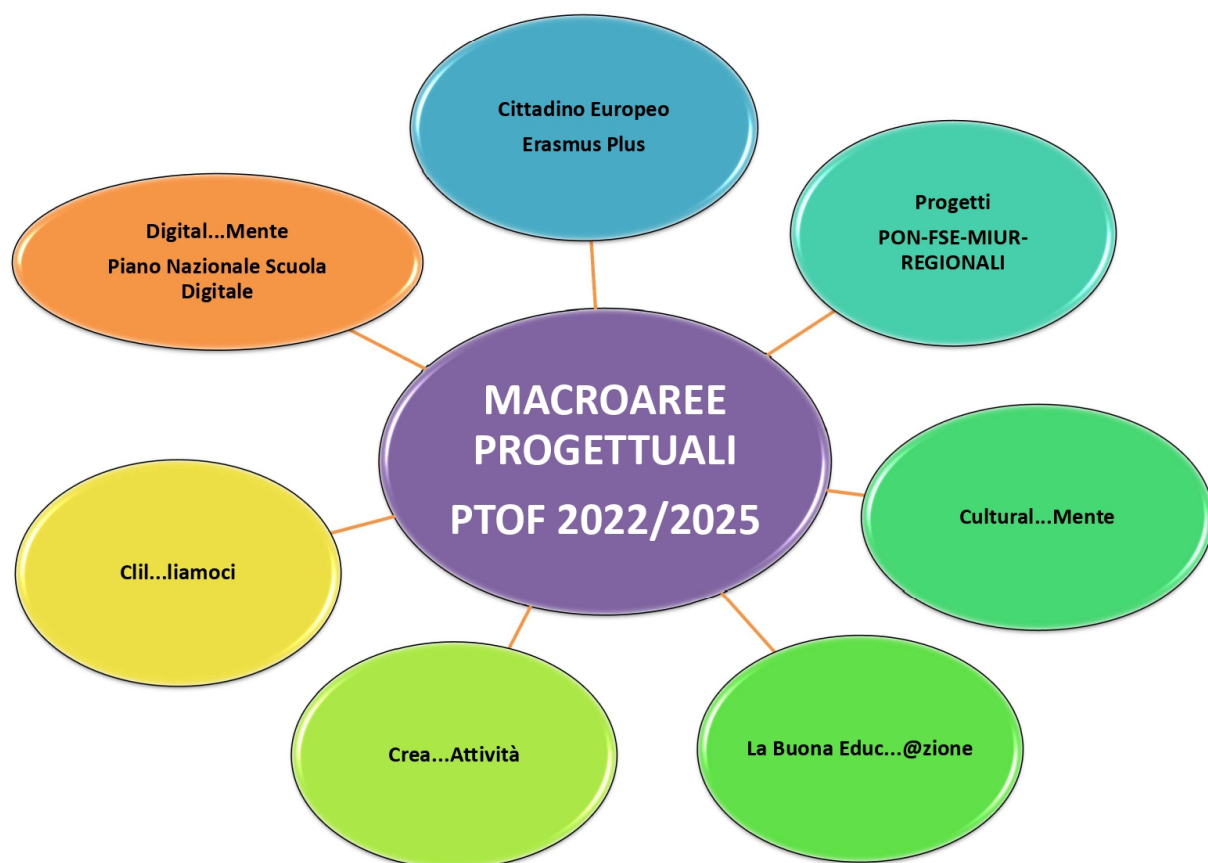 Cittadino Europeo
Erasmus Plus
Progetti
PON-FSE-MIUR-
REGIONALI
Digital...Mente
Piano Nazionale Scuola
Digitale
MACROAREE
PROGETTUALI
PTOF 2022/2025
Cultural...Mente
Clil...liamoci
La Buona Educ...@zione
Crea...Attività